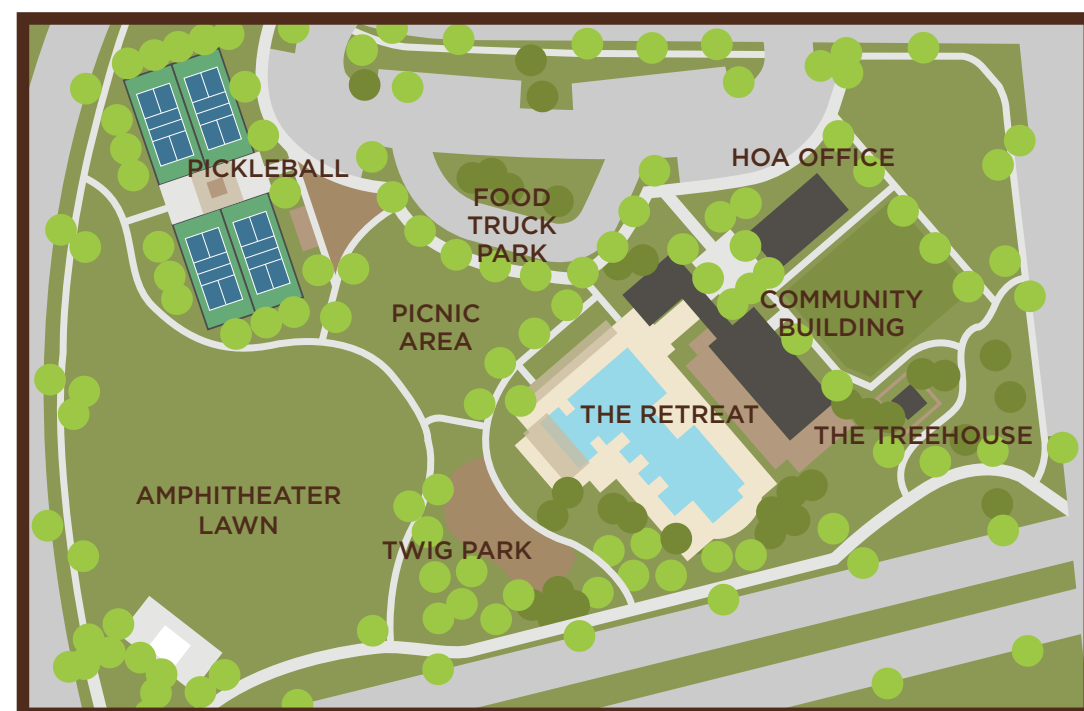 HOA OFFICE
PICKLEBALL
FOOD
TRUCK
PARK
COMMUNITY
BUILDING
PICNIC
AREA
THE RETREAT
THE TREEHOUSE
AMPHITHEATER
LAWN
TWIG PARK